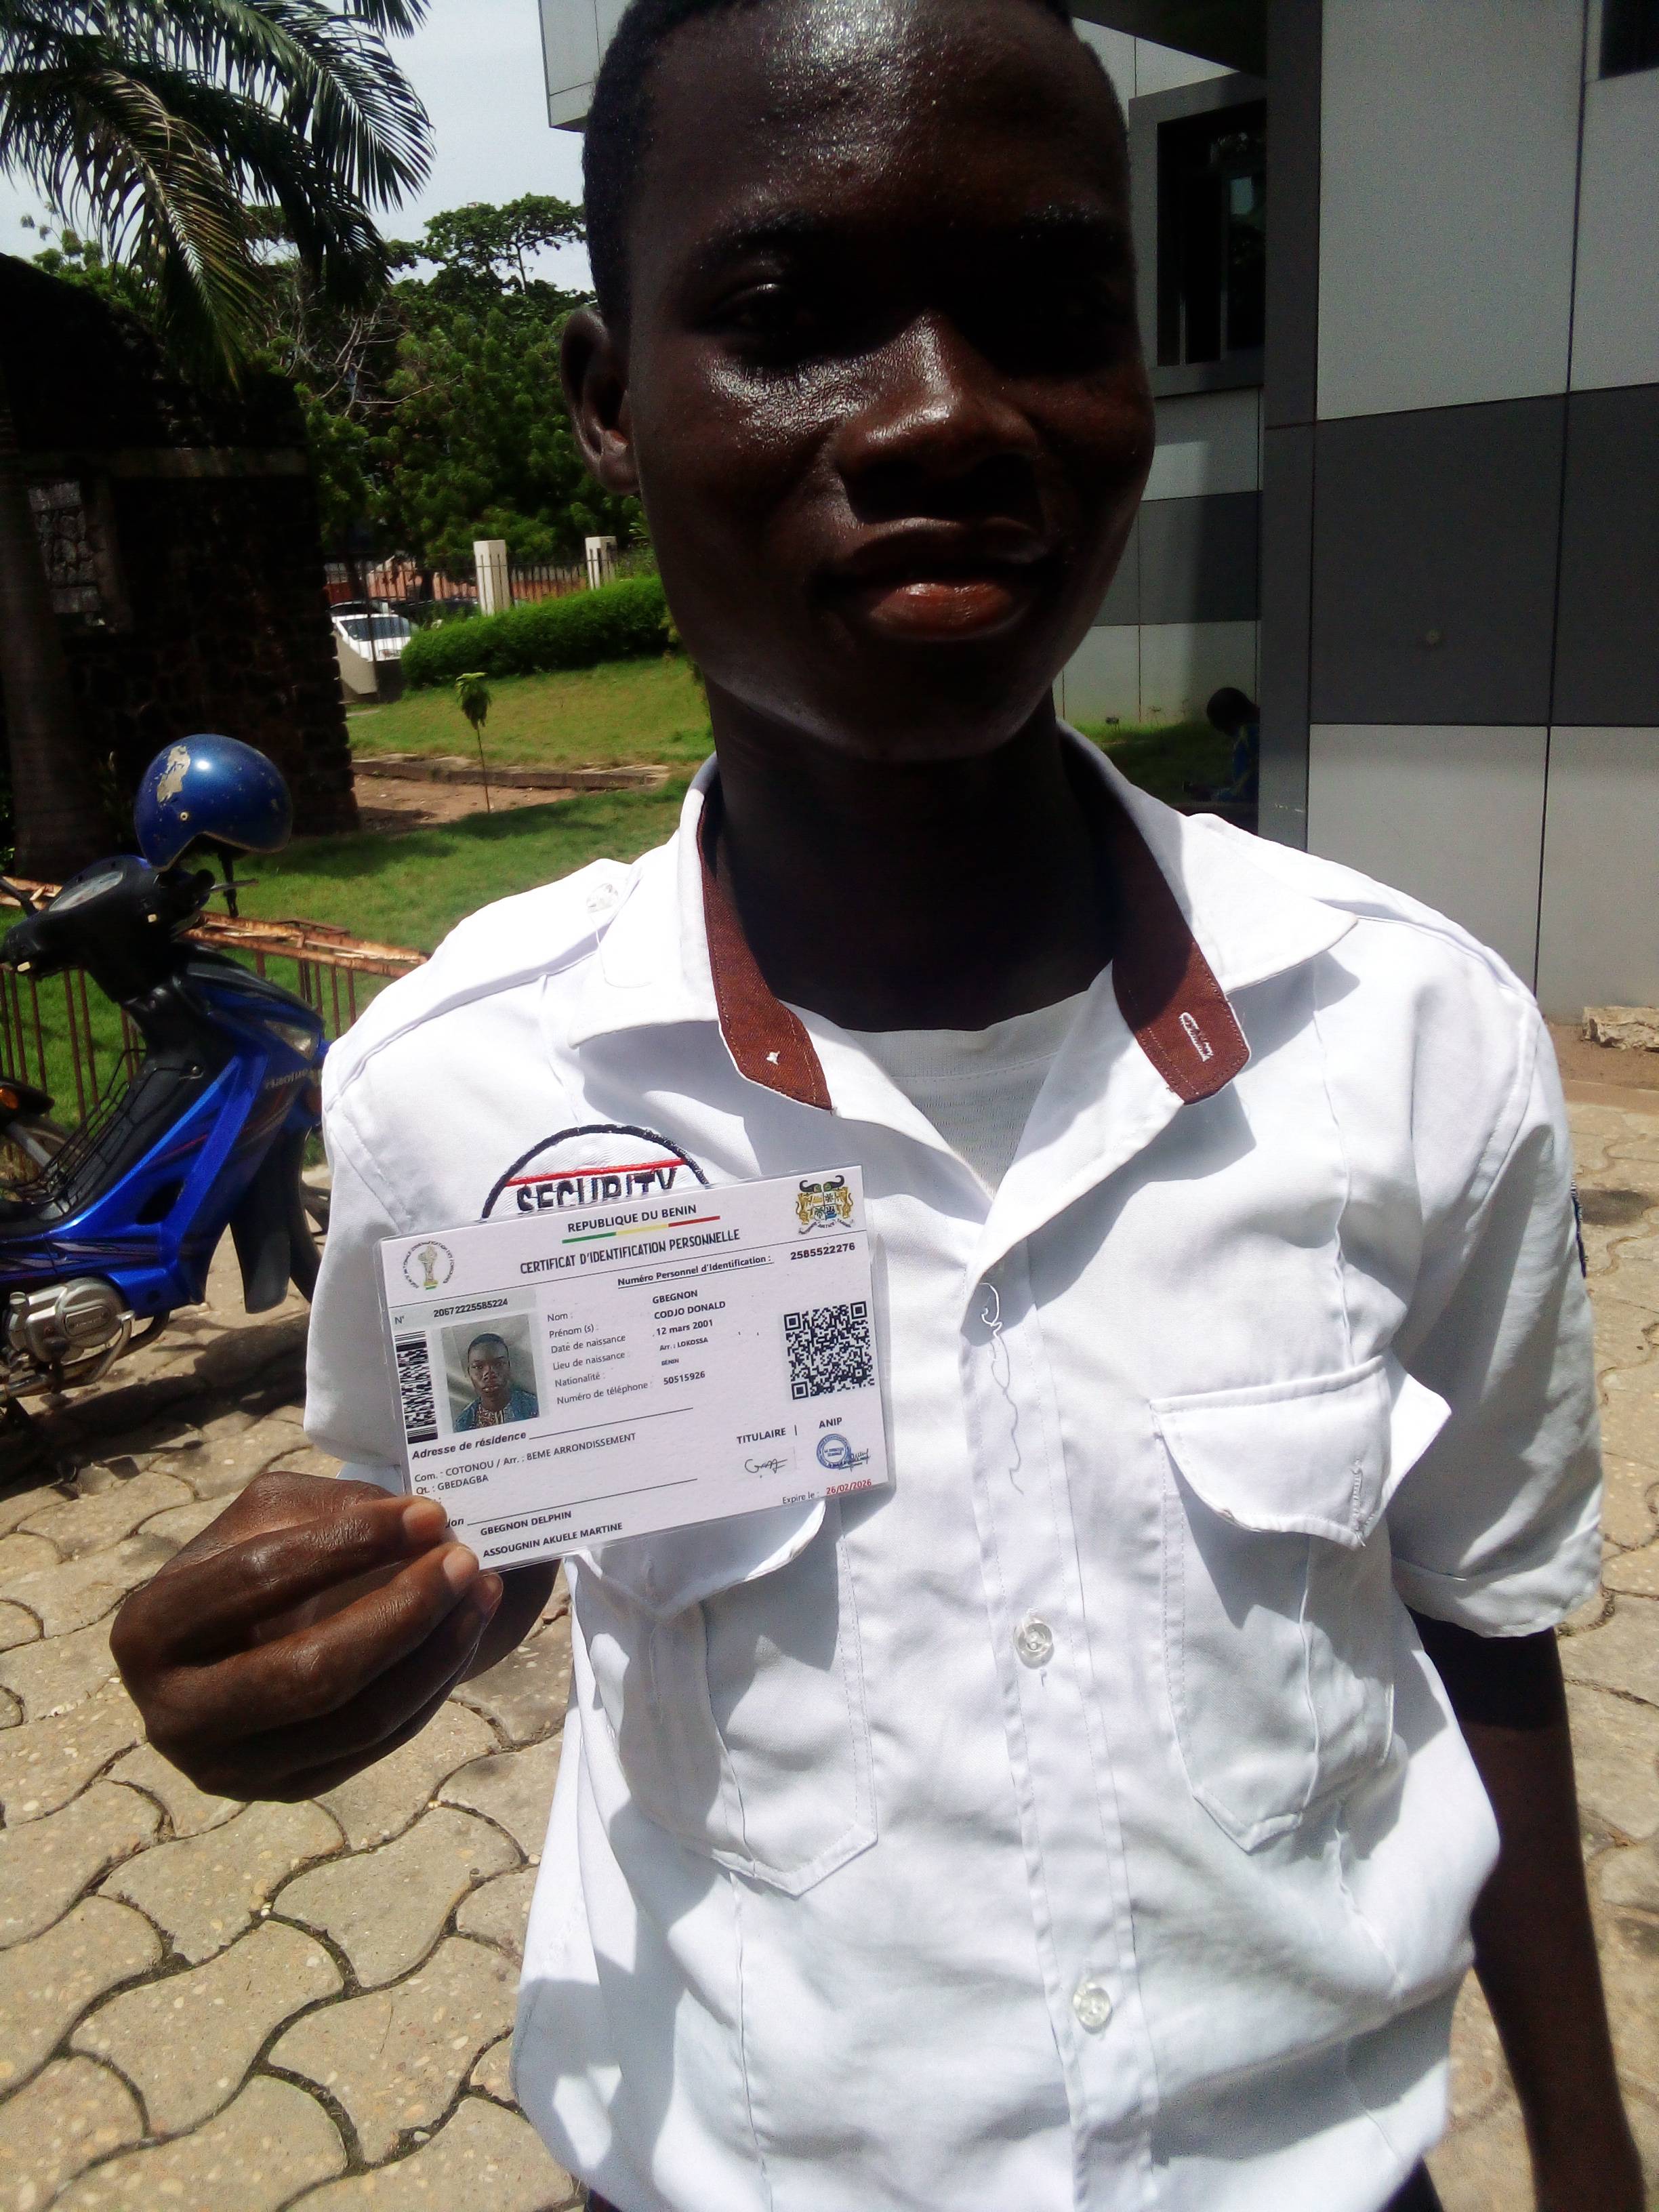 SECURITY
REPUBLIQUE DU BENIN
CERTIFICAT D'IDENTIFICATION PERSONNELLE
Numéro Personnel d'Identification : 2585522276
N° 20672225585224
Nom : GBEGNON
Prénom (s) : CODJO DONALD
Date de naissance : 12 mars 2001
Lieu de naissance : Arr. : LOKOSSA
Nationalité : BENIN
Numéro de téléphone : 50515926
Adresse de résidence
Com. : COTONOU / Arr. : 8EME ARRONDISSEMENT
Qt. : GBEDAGBA
TITULAIRE | ANIP
Expire le : 26/02/2026
GBEGNON DELPHIN
ASSOUGNIN AKUELE MARTINE